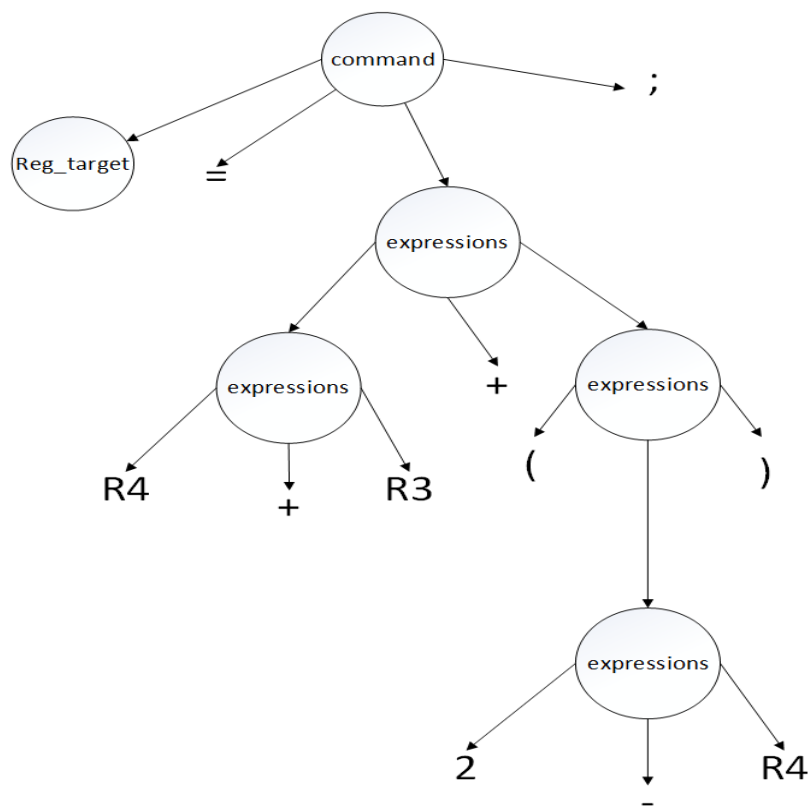 command
;
Reg_target
=
expressions
expressions
+
expressions
R4
+
R3
(
)
expressions
2
-
R4